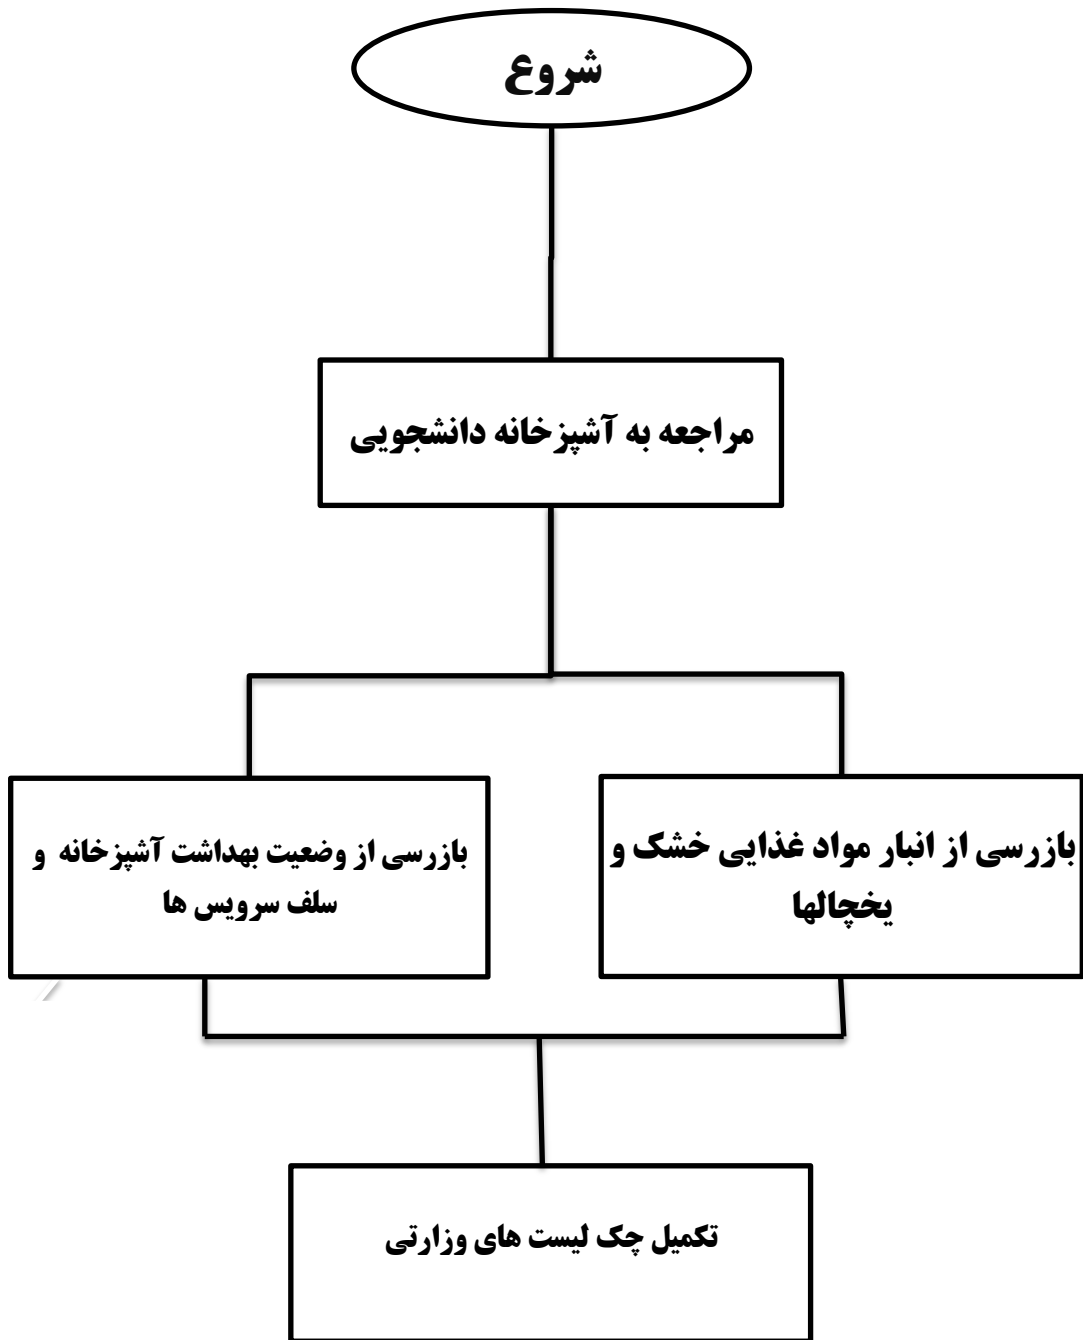 شروع
مراجعه به آشپزخانه دانشجویی
بازرسی از انبار مواد غذایی خشک و
یخچالها
بازرسی از وضعیت بهداشت آشپزخانه و
سلف سرویس ها
تکمیل چک لیست های وزارتی